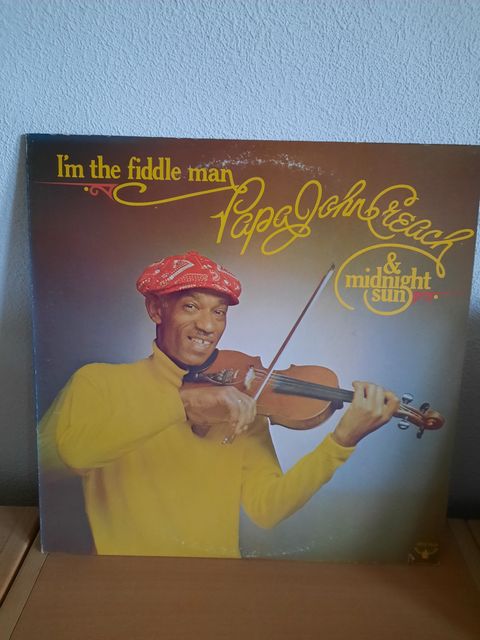 I'm the fiddle man
Papa John Creach
&
midnight
sun